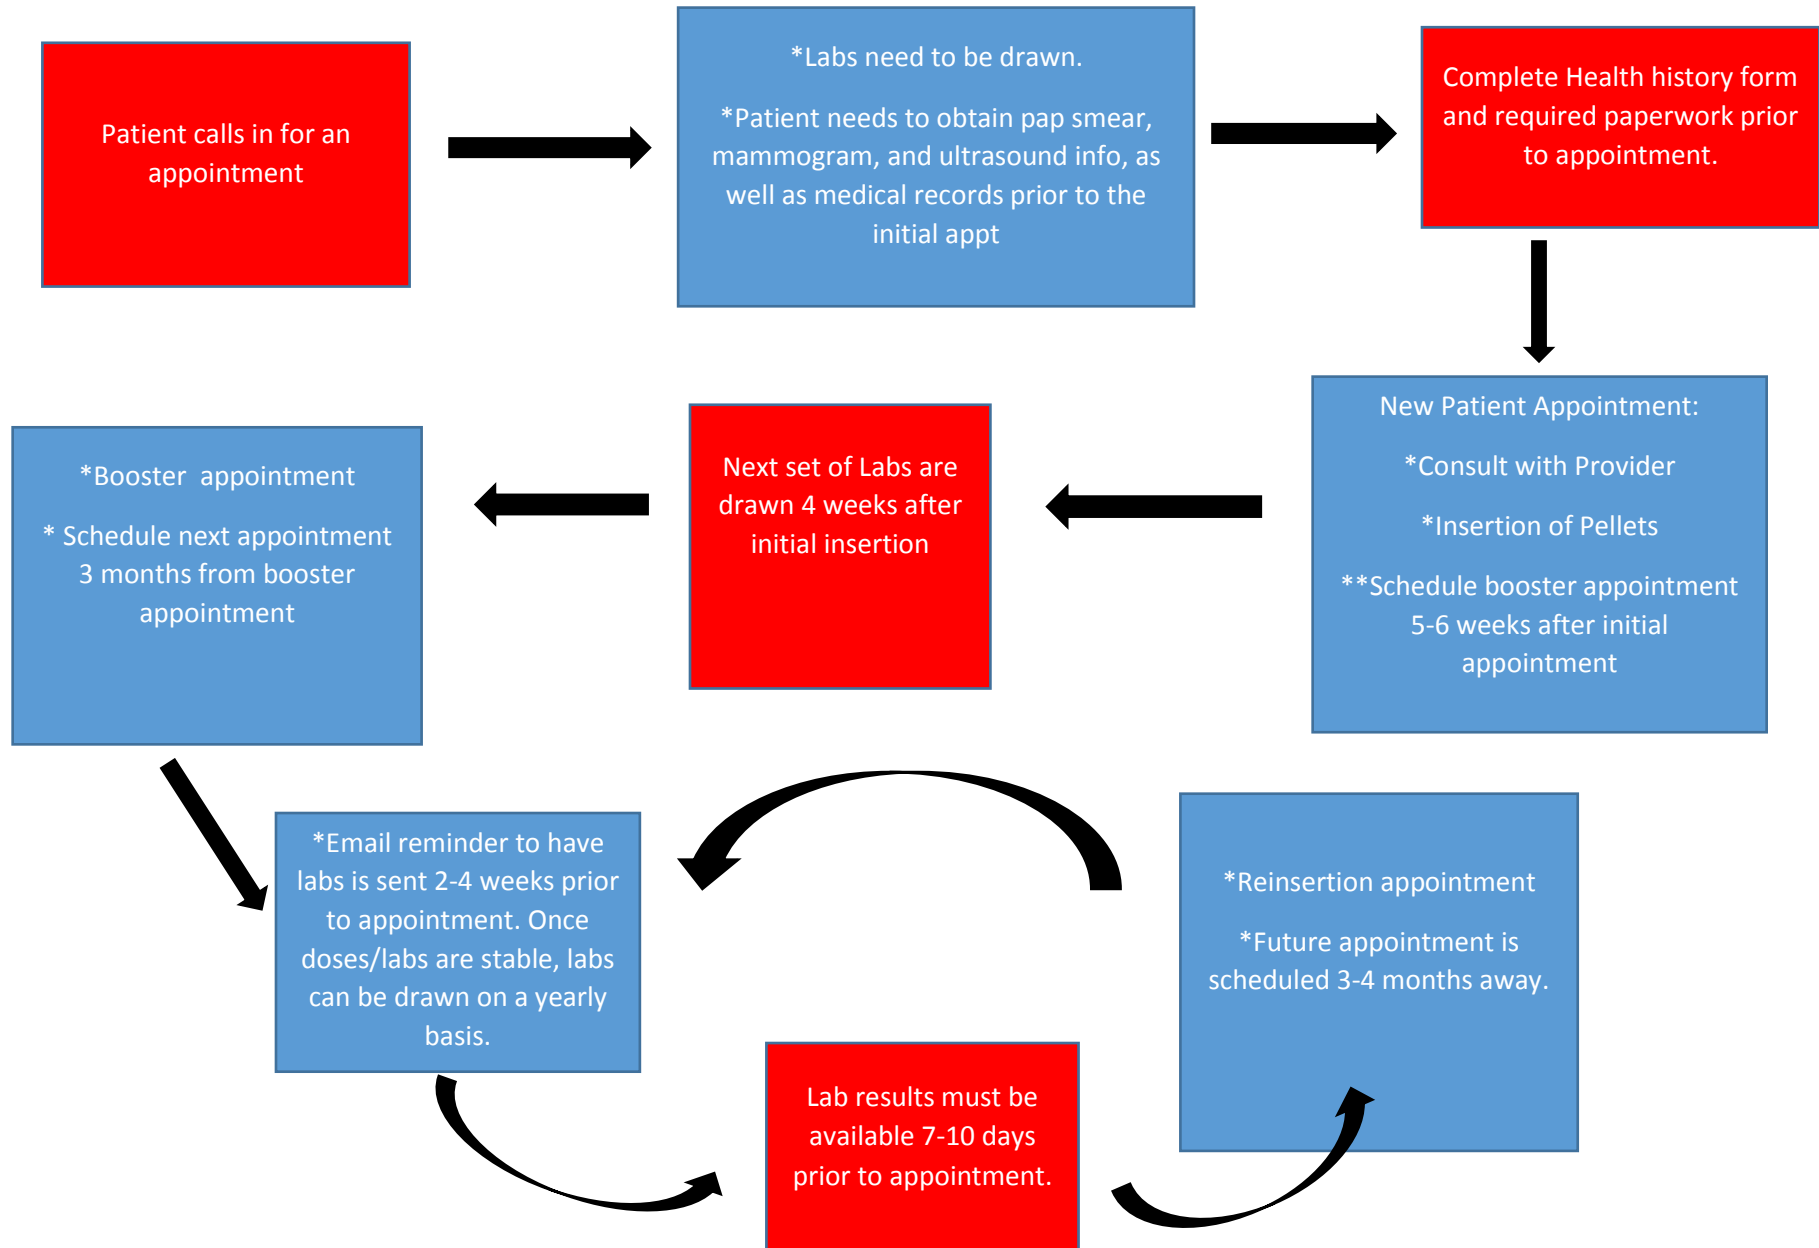 Patient calls in for an
appointment
*Labs need to be drawn.
*Patient needs to obtain pap smear,
mammogram, and ultrasound info, as
well as medical records prior to the
initial appt
Complete Health history form
and required paperwork prior
to appointment.
New Patient Appointment:
*Consult with Provider
*Insertion of Pellets
**Schedule booster appointment
5-6 weeks after initial
appointment
Next set of Labs are
drawn 4 weeks after
initial insertion
*Booster  appointment
* Schedule next appointment
3 months from booster
appointment
*Email reminder to have
labs is sent 2-4 weeks prior
to appointment. Once
doses/labs are stable, labs
can be drawn on a yearly
basis.
Lab results must be
available 7-10 days
prior to appointment.
*Reinsertion appointment
*Future appointment is
scheduled 3-4 months away.